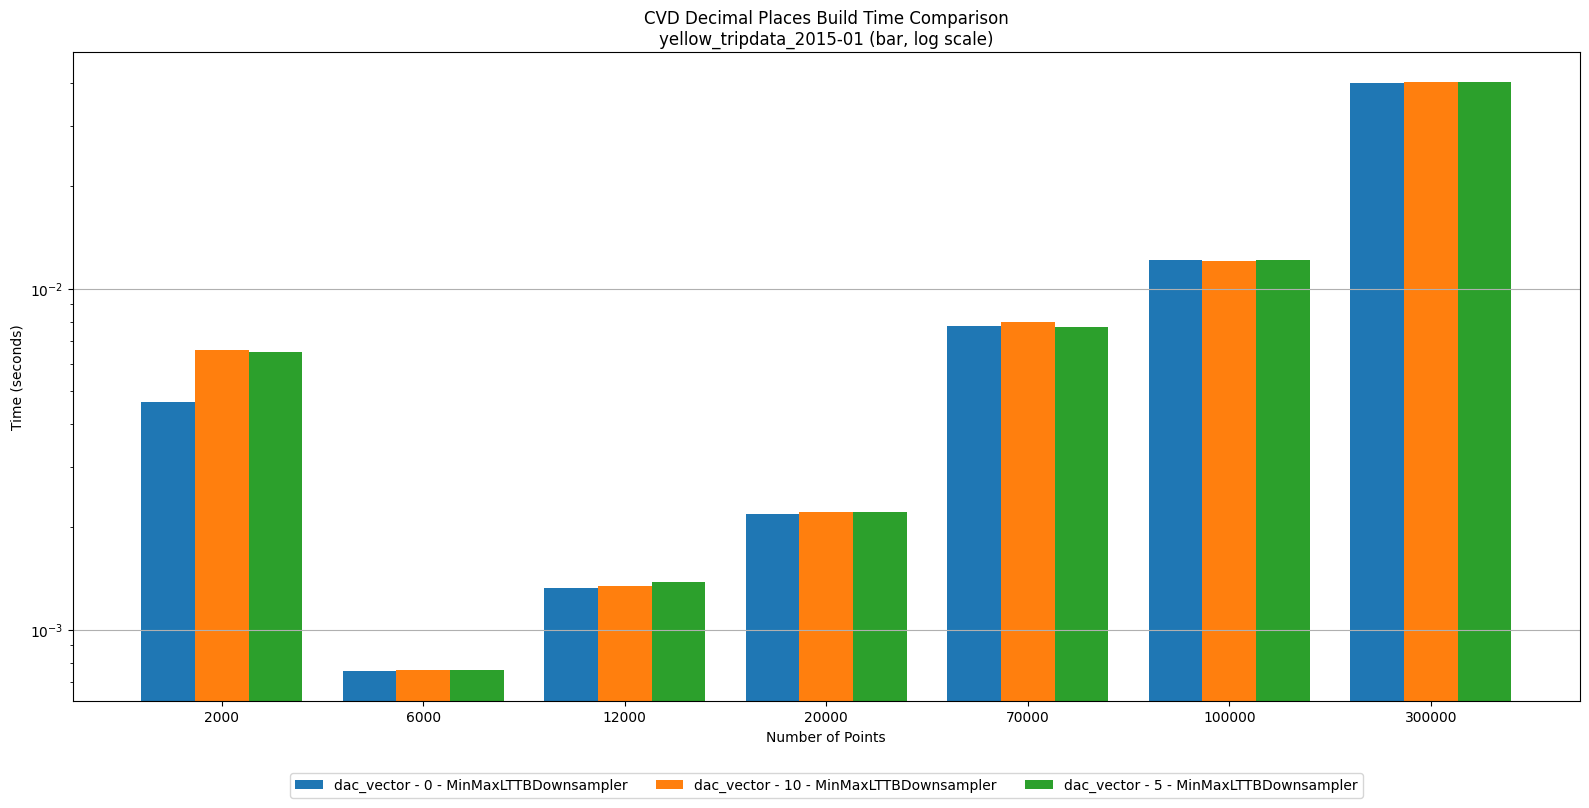 CVD Decimal Places Build Time Comparison
yellow_tripdata_2015-01 (bar, log scale)
Time (seconds)
10⁻²
10⁻³
2000 6000 12000 20000 70000 100000 300000
Number of Points
dac_vector - 0 - MinMaxLTTBDownsampler dac_vector - 10 - MinMaxLTTBDownsampler dac_vector - 5 - MinMaxLTTBDownsampler